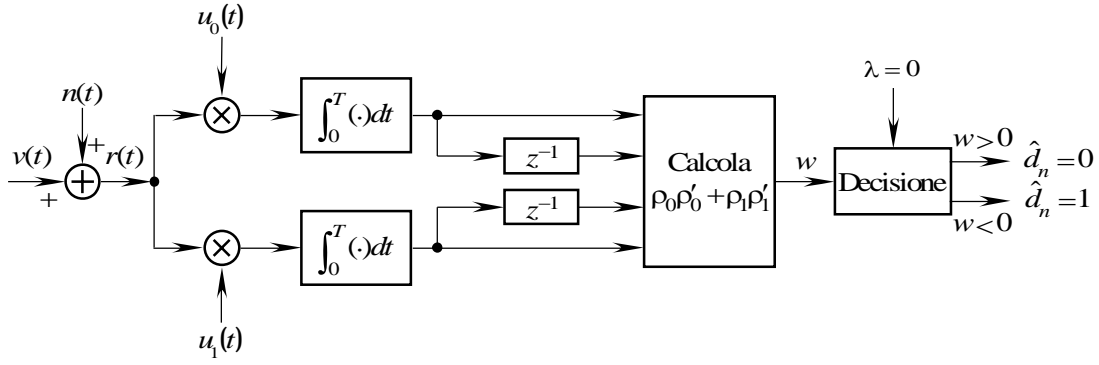 u₀(t)
n(t)
v(t)
+
+
+
r(t)
×
∫₀ᵀ(·)dt
z⁻¹
z⁻¹
×
∫₀ᵀ(·)dt
u₁(t)
Calcola
ρ₀ρ′₀+ρ₁ρ′₁
w
λ=0
Decisione
w>0
d̂ₙ=0
d̂ₙ=1
w<0